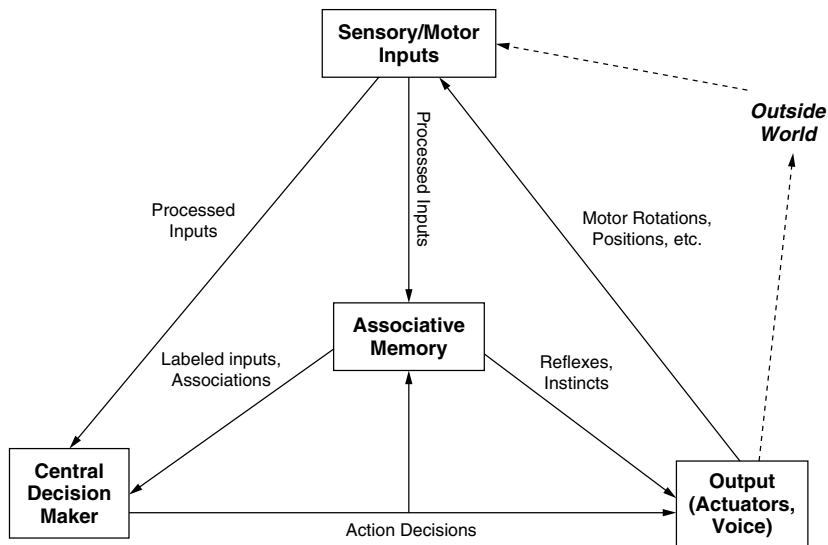 Sensory/Motor
Inputs
Outside
World
Processed Inputs
Processed
Inputs
Motor Rotations,
Positions, etc.
Associative
Memory
Labeled inputs,
Associations
Reflexes,
Instincts
Central
Decision
Maker
Output
(Actuators,
Voice)
Action Decisions